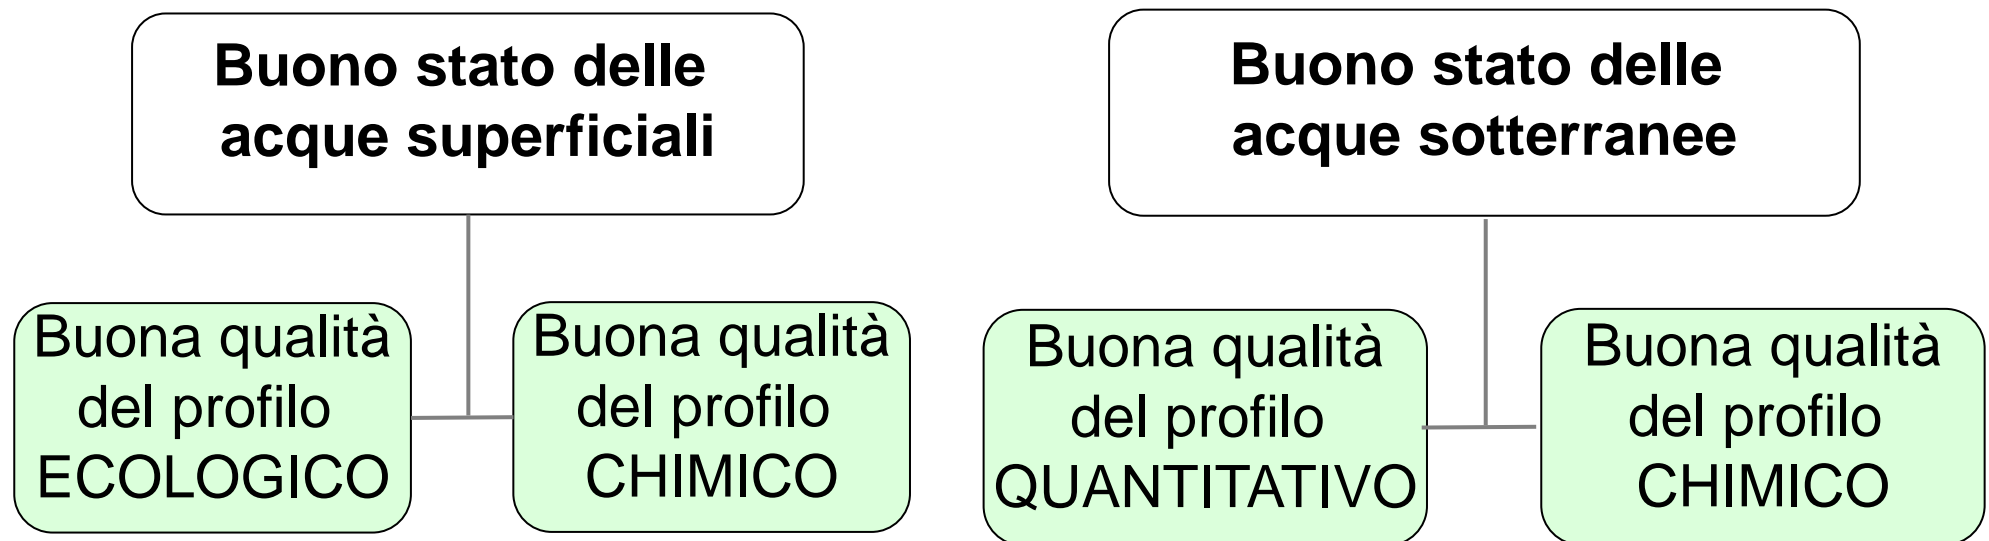 Buono stato delle
acque superficiali
Buono stato delle
acque sotterranee
Buona qualità
del profilo
ECOLOGICO
Buona qualità
del profilo
CHIMICO
Buona qualità
del profilo
QUANTITATIVO
Buona qualità
del profilo
CHIMICO